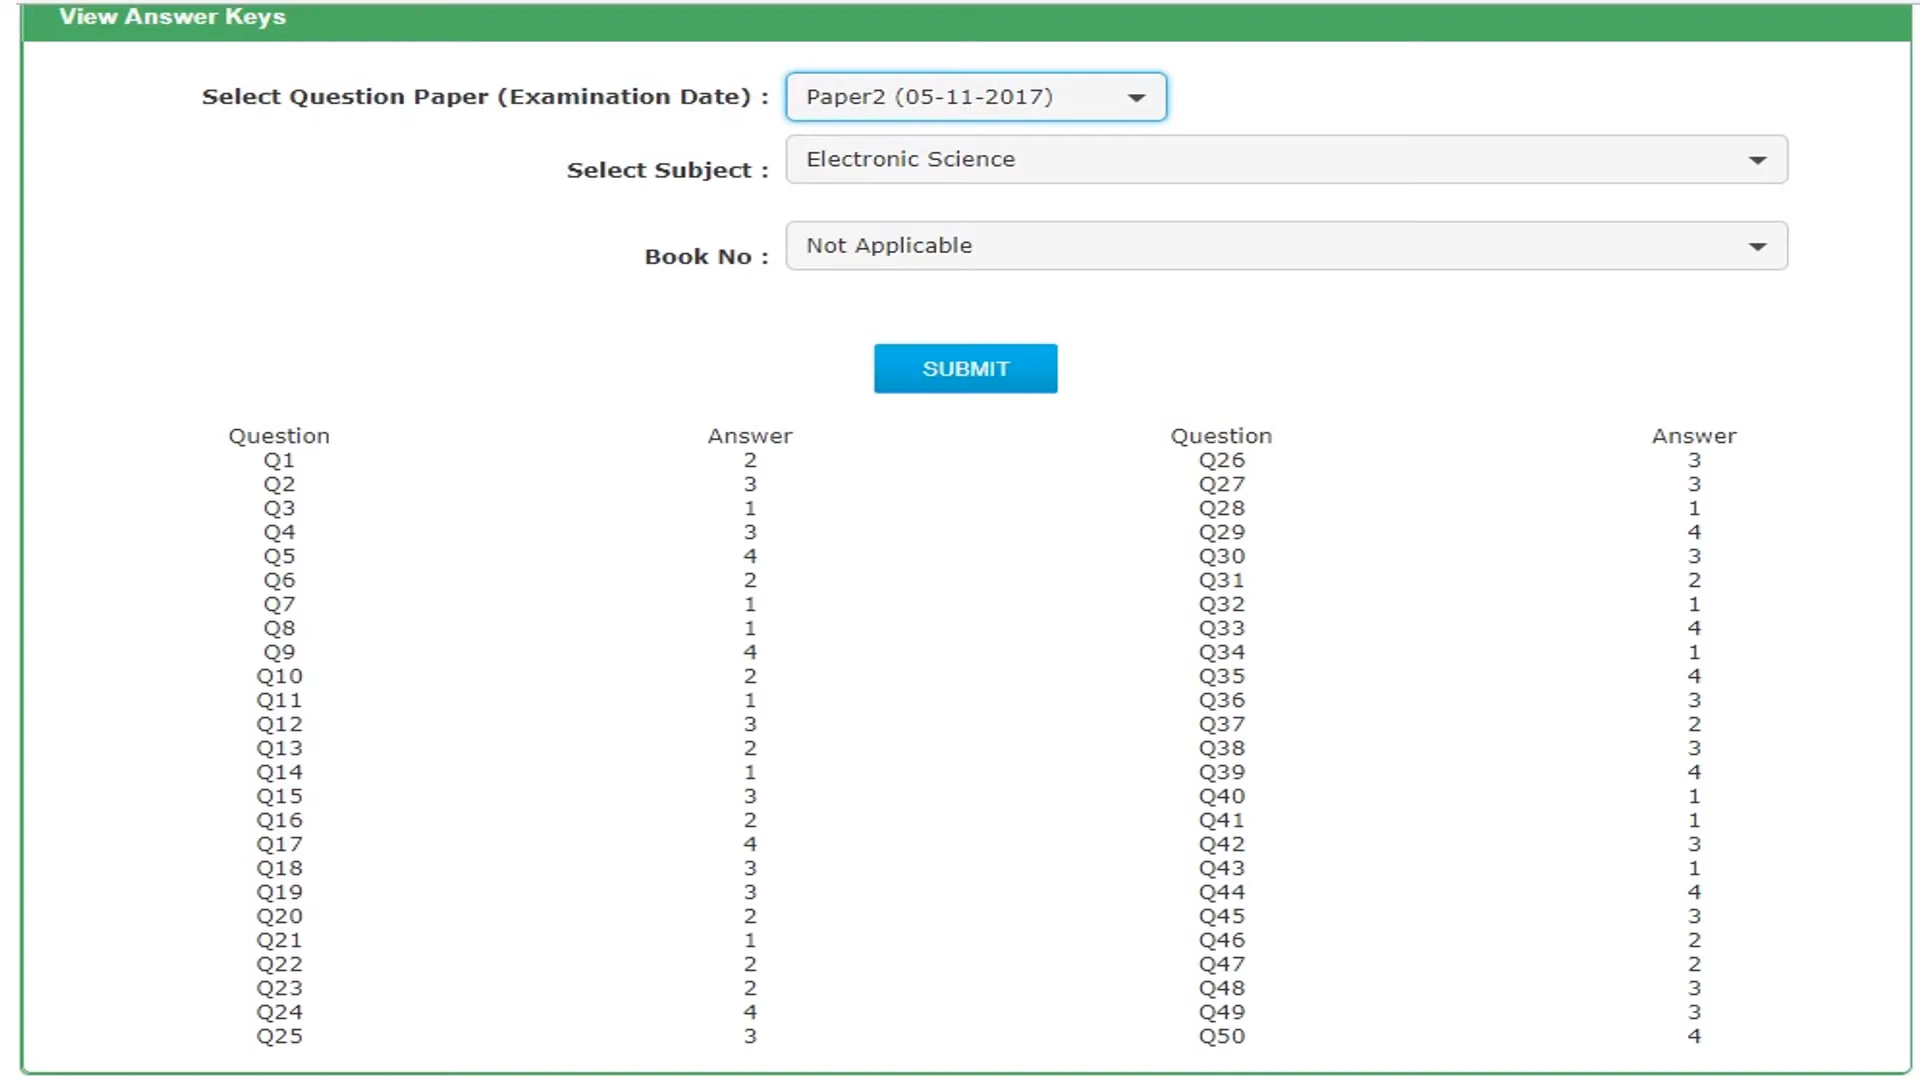 View Answer Keys
Select Question Paper (Examination Date) : Paper2 (05-11-2017)
Select Subject : Electronic Science
Book No : Not Applicable
SUBMIT
Question Answer Question Answer
Q1 2 Q26 3
Q2 3 Q27 3
Q3 1 Q28 1
Q4 3 Q29 4
Q5 4 Q30 3
Q6 2 Q31 2
Q7 1 Q32 1
Q8 1 Q33 4
Q9 4 Q34 1
Q10 2 Q35 4
Q11 1 Q36 3
Q12 3 Q37 2
Q13 2 Q38 3
Q14 1 Q39 4
Q15 3 Q40 1
Q16 2 Q41 1
Q17 4 Q42 3
Q18 3 Q43 1
Q19 3 Q44 4
Q20 2 Q45 3
Q21 1 Q46 2
Q22 2 Q47 2
Q23 2 Q48 3
Q24 4 Q49 3
Q25 3 Q50 4